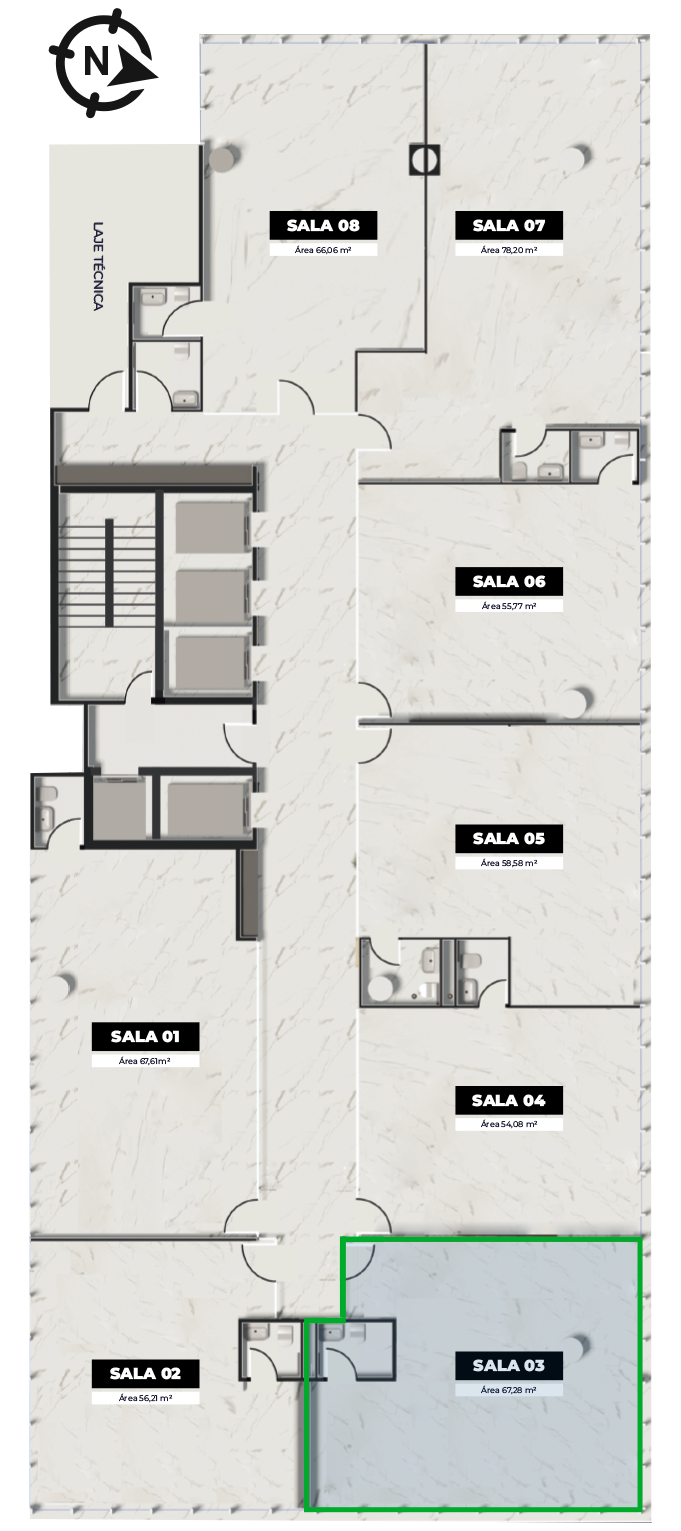 N
LAJE TÉCNICA
SALA 08
Área 66,06 m²
SALA 07
Área 78,20 m²
SALA 06
Área 55,77 m²
SALA 05
Área 58,58 m²
SALA 01
Área 67,61m²
SALA 04
Área 54,08 m²
SALA 02
Área 56,21 m²
SALA 03
Área 67,28 m²